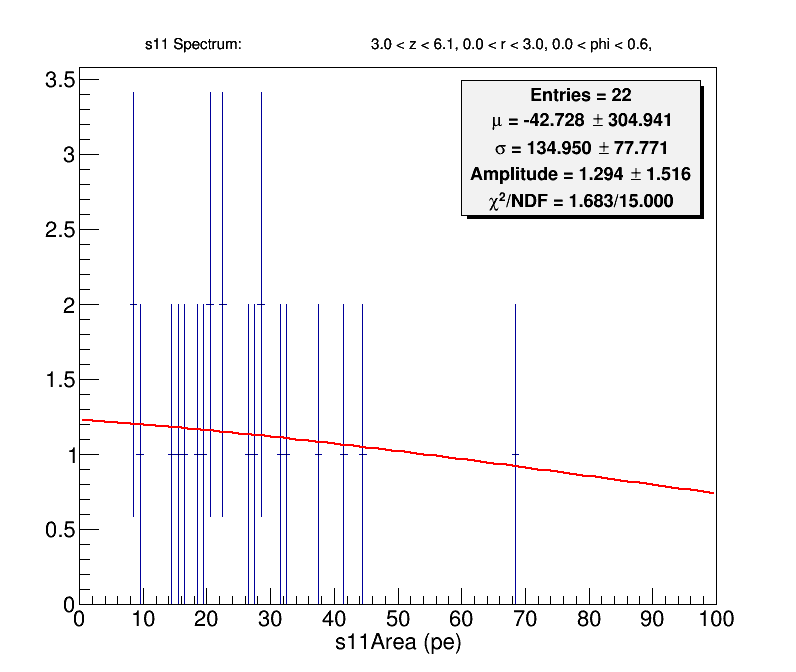 s11 Spectrum: 3.0 < z < 6.1, 0.0 < r < 3.0, 0.0 < phi < 0.6,
Entries = 22
μ = -42.728 ± 304.941
σ = 134.950 ± 77.771
Amplitude = 1.294 ± 1.516
χ²/NDF = 1.683/15.000
3.5
3
2.5
2
1.5
1
0.5
0
0 10 20 30 40 50 60 70 80 90 100
s11Area (pe)